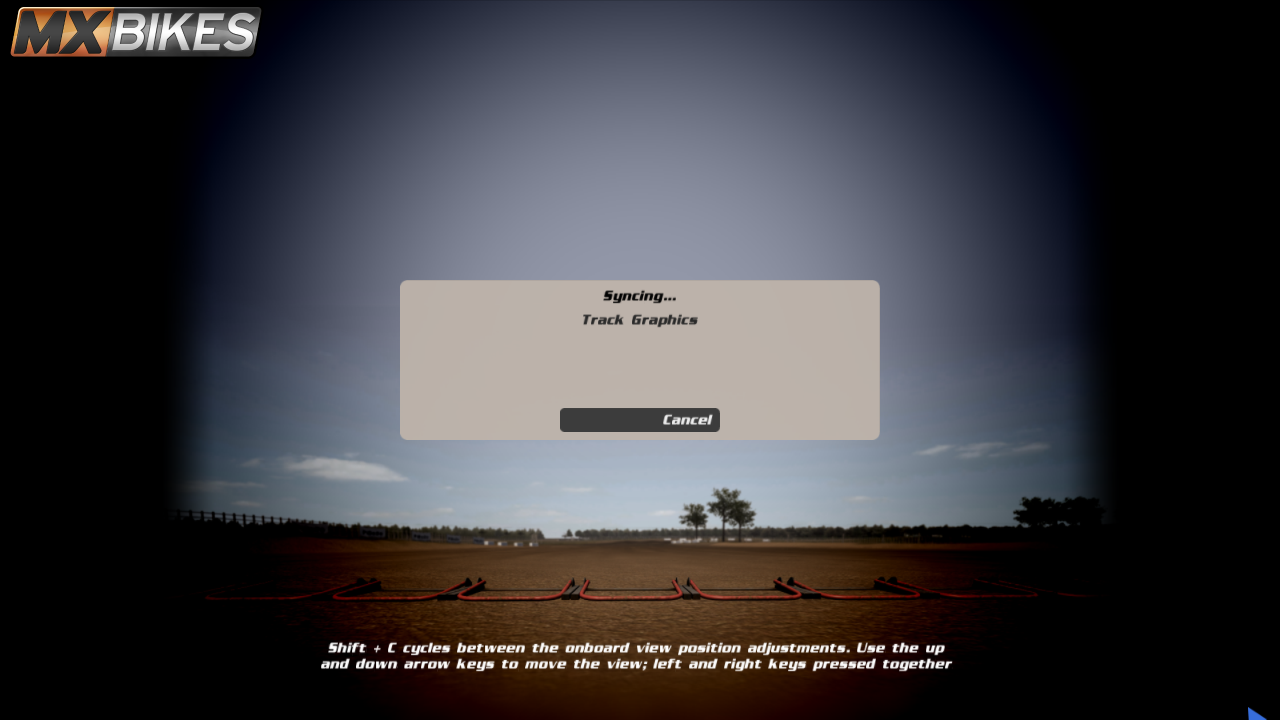 MXBIKES
Syncing...
Track Graphics
Cancel
Shift + C cycles between the onboard view position adjustments. Use the up
and down arrow keys to move the view; left and right keys pressed together